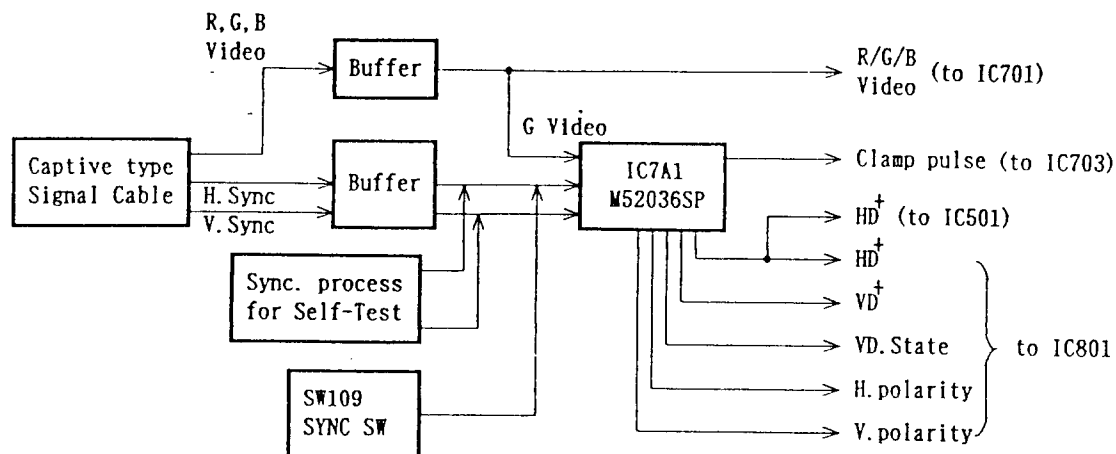 R,G,B
Video
Buffer
R/G/B
Video (to IC701)
G Video
Captive type
Signal Cable
H.Sync
V.Sync
Buffer
IC7A1
M52036SP
Clamp pulse (to IC703)
HD+ (to IC501)
HD+
VD+
VD.State
H.polarity
V.polarity
to IC801
Sync. process
for Self-Test
SW109
SYNC SW